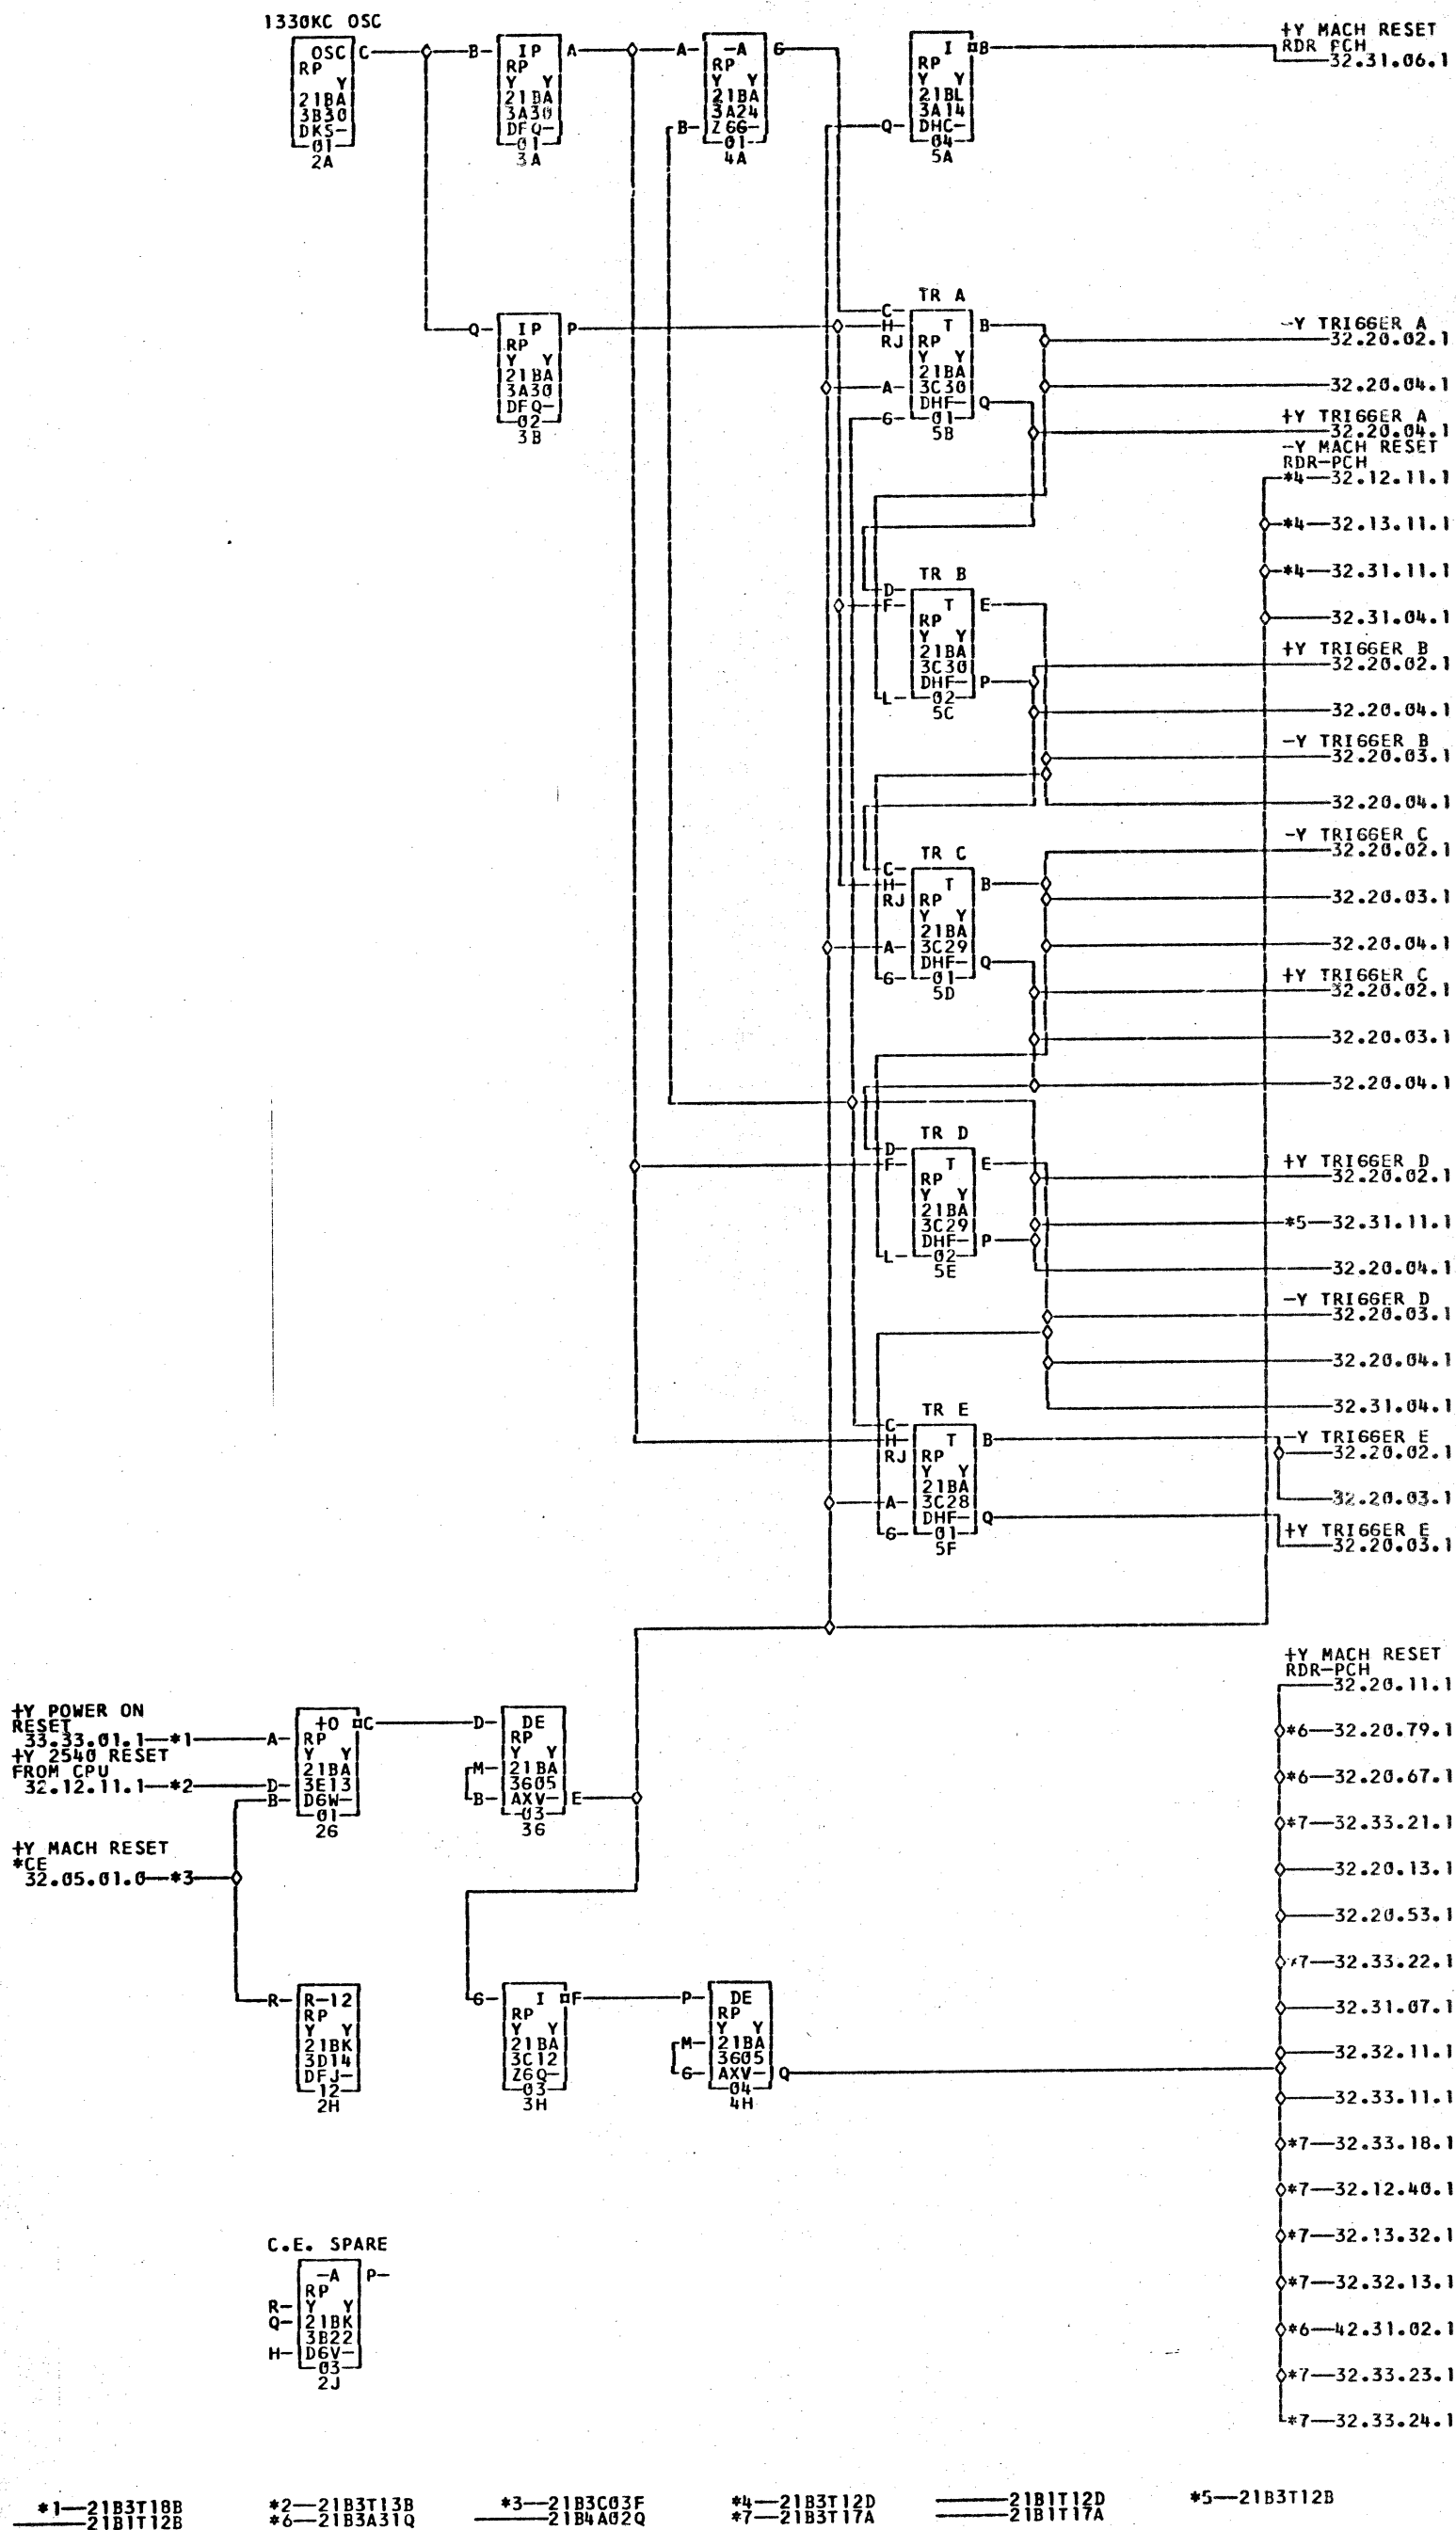 1330KC OSC
OSC C
RP
Y
21BA
3B30
DKS-
01
2A
B- IP A
RP
Y Y
21BA
3A30
DFQ-
01
3A
A- -A G
RP
Y Y
21BA
3A24
B- ZGG-
01
4A
I B
RP
Y Y
21BL
3A14
Q- DHC-
04
5A
+Y MACH RESET
RDR PCH
32.31.06.1
Q- IP P
RP
Y Y
21BA
3A30
DFQ-
02
3B
TR A
C-
H- T B
RJ RP
Y Y
21BA
A- 3C30
DHF- Q
G- 01
5B
-Y TRIGGER A
32.20.02.1
32.20.04.1
+Y TRIGGER A
32.20.04.1
-Y MACH RESET
RDR-PCH
*4—32.12.11.1
*4—32.13.11.1
*4—32.31.11.1
32.31.04.1
TR B
D-
F- T E
RP
Y Y
21BA
3C30
DHF- P
L- 02
5C
+Y TRIGGER B
32.20.02.1
32.20.04.1
-Y TRIGGER B
32.20.03.1
32.20.04.1
TR C
C-
H- T B
RJ RP
Y Y
21BA
A- 3C29
DHF- Q
G- 01
5D
-Y TRIGGER C
32.20.02.1
32.20.03.1
32.20.04.1
+Y TRIGGER C
32.20.02.1
32.20.03.1
32.20.04.1
TR D
D-
F- T E
RP
Y Y
21BA
3C29
DHF- P
L- 02
5E
+Y TRIGGER D
32.20.02.1
*5—32.31.11.1
32.20.04.1
-Y TRIGGER D
32.20.03.1
32.20.04.1
32.31.04.1
TR E
C-
H- T B
RJ RP
Y Y
21BA
A- 3C28
DHF- Q
G- 01
5F
-Y TRIGGER E
32.20.02.1
32.20.03.1
+Y TRIGGER E
32.20.03.1
+Y POWER ON
RESET
33.33.01.1—*1
+Y 2540 RESET
FROM CPU
32.12.11.1—*2
+Y MACH RESET
*CE
32.05.01.0—*3
+O C
A- RP
Y Y
21BA
D- 3E13
B- DGW-
01
2G
D- DE
RP
Y Y
M- 21BA
3G05
B- AXV- E
03
3G
R- R-12
RP
Y Y
21BK
3D14
DFJ-
12
2H
G- I F
RP
Y Y
21BA
3C12
ZGQ-
03
3H
P- DE
RP
Y Y
M- 21BA
3G05
G- AXV- Q
04
4H
+Y MACH RESET
RDR-PCH
32.20.11.1
*6—32.20.79.1
*6—32.20.67.1
*7—32.33.21.1
32.20.13.1
32.20.53.1
*7—32.33.22.1
32.31.07.1
32.32.11.1
32.33.11.1
*7—32.33.18.1
*7—32.12.40.1
*7—32.13.32.1
*7—32.32.13.1
*6—42.31.02.1
*7—32.33.23.1
*7—32.33.24.1
C.E. SPARE
-A P-
RP
R- Y Y
Q- 21BK
3B22
H- DGV-
03
2J
*1—21B3T18B *2—21B3T13B *3—21B3C03F *4—21B3T12D —21B1T12D *5—21B3T12B
—21B1T12B *6—21B3A31Q —21B4A02Q *7—21B3T17A —21B1T17A